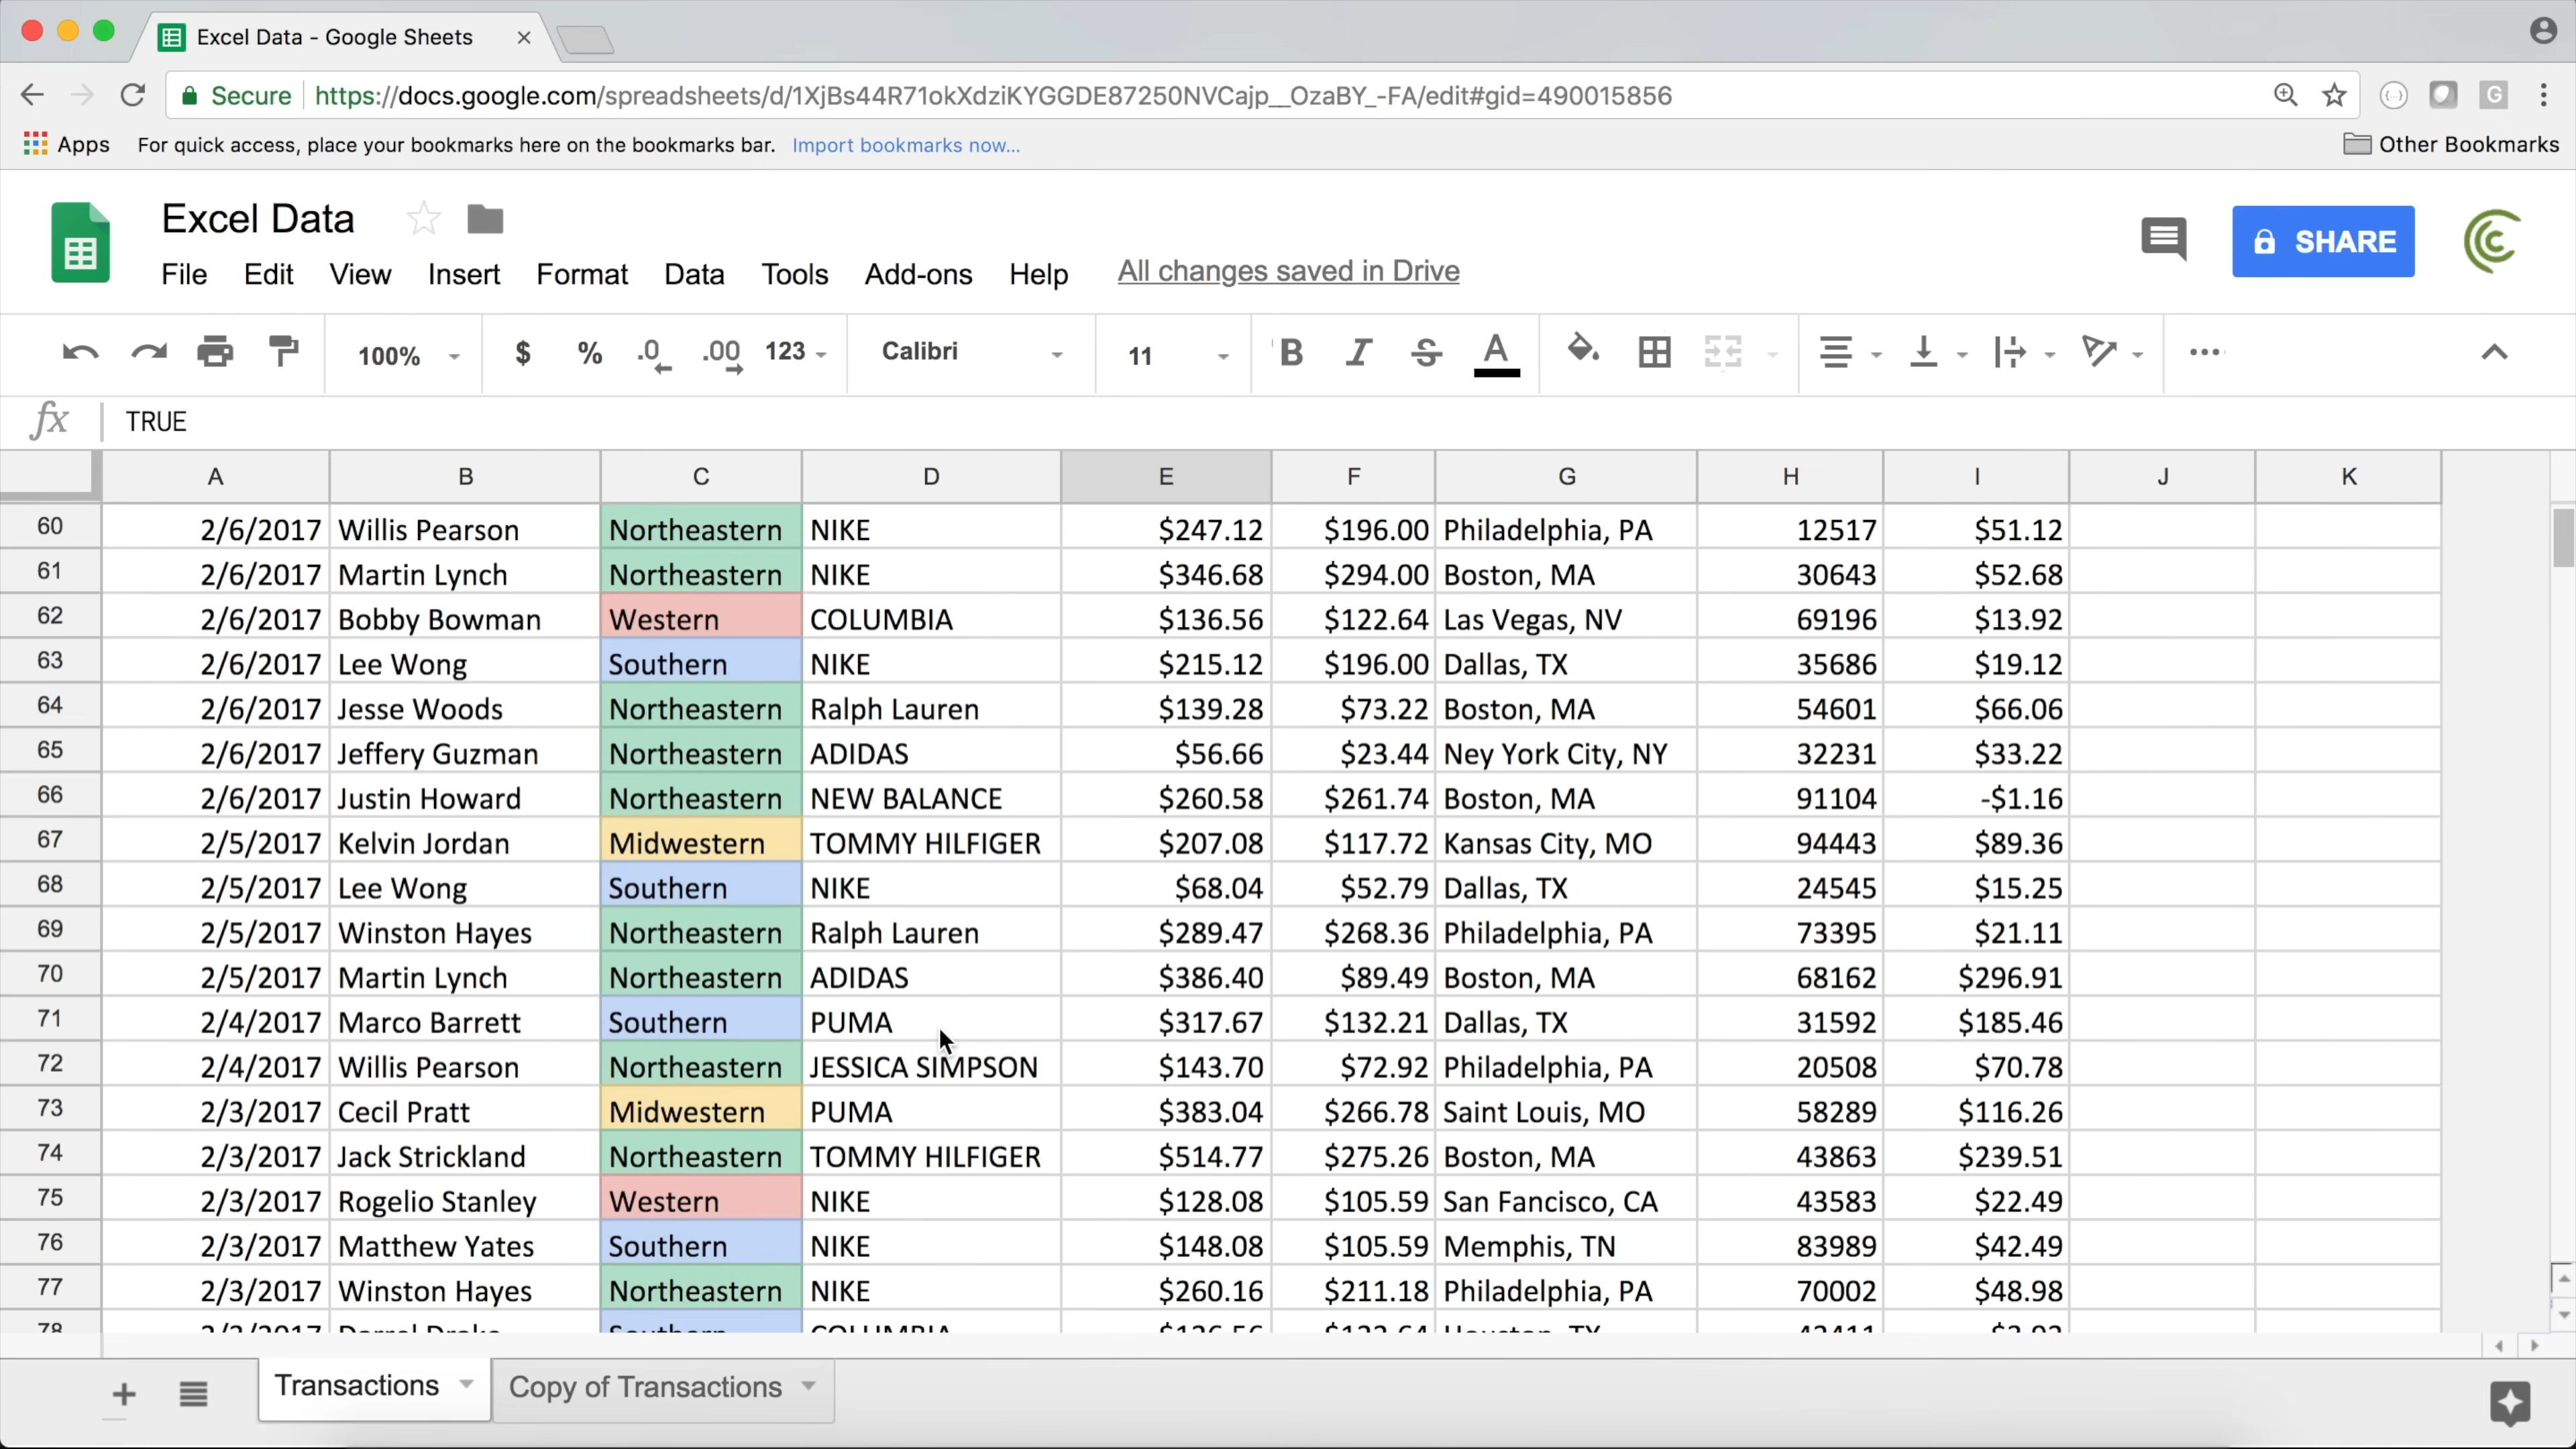 Excel Data - Google Sheets
Secure https://docs.google.com/spreadsheets/d/1XjBs44R71okXdziKYGGDE87250NVCajp__OzaBY_-FA/edit#gid=490015856
Apps For quick access, place your bookmarks here on the bookmarks bar. Import bookmarks now... Other Bookmarks
Excel Data
SHARE
File Edit View Insert Format Data Tools Add-ons Help All changes saved in Drive
100% $ % .0 .00 123 Calibri 11 B I S A
fx TRUE
A B C D E F G H I J K
60 2/6/2017 Willis Pearson Northeastern NIKE $247.12 $196.00 Philadelphia, PA 12517 $51.12
61 2/6/2017 Martin Lynch Northeastern NIKE $346.68 $294.00 Boston, MA 30643 $52.68
62 2/6/2017 Bobby Bowman Western COLUMBIA $136.56 $122.64 Las Vegas, NV 69196 $13.92
63 2/6/2017 Lee Wong Southern NIKE $215.12 $196.00 Dallas, TX 35686 $19.12
64 2/6/2017 Jesse Woods Northeastern Ralph Lauren $139.28 $73.22 Boston, MA 54601 $66.06
65 2/6/2017 Jeffery Guzman Northeastern ADIDAS $56.66 $23.44 Ney York City, NY 32231 $33.22
66 2/6/2017 Justin Howard Northeastern NEW BALANCE $260.58 $261.74 Boston, MA 91104 -$1.16
67 2/5/2017 Kelvin Jordan Midwestern TOMMY HILFIGER $207.08 $117.72 Kansas City, MO 94443 $89.36
68 2/5/2017 Lee Wong Southern NIKE $68.04 $52.79 Dallas, TX 24545 $15.25
69 2/5/2017 Winston Hayes Northeastern Ralph Lauren $289.47 $268.36 Philadelphia, PA 73395 $21.11
70 2/5/2017 Martin Lynch Northeastern ADIDAS $386.40 $89.49 Boston, MA 68162 $296.91
71 2/4/2017 Marco Barrett Southern PUMA $317.67 $132.21 Dallas, TX 31592 $185.46
72 2/4/2017 Willis Pearson Northeastern JESSICA SIMPSON $143.70 $72.92 Philadelphia, PA 20508 $70.78
73 2/3/2017 Cecil Pratt Midwestern PUMA $383.04 $266.78 Saint Louis, MO 58289 $116.26
74 2/3/2017 Jack Strickland Northeastern TOMMY HILFIGER $514.77 $275.26 Boston, MA 43863 $239.51
75 2/3/2017 Rogelio Stanley Western NIKE $128.08 $105.59 San Fancisco, CA 43583 $22.49
76 2/3/2017 Matthew Yates Southern NIKE $148.08 $105.59 Memphis, TN 83989 $42.49
77 2/3/2017 Winston Hayes Northeastern NIKE $260.16 $211.18 Philadelphia, PA 70002 $48.98
78 Southern COLUMBIA
Transactions Copy of Transactions